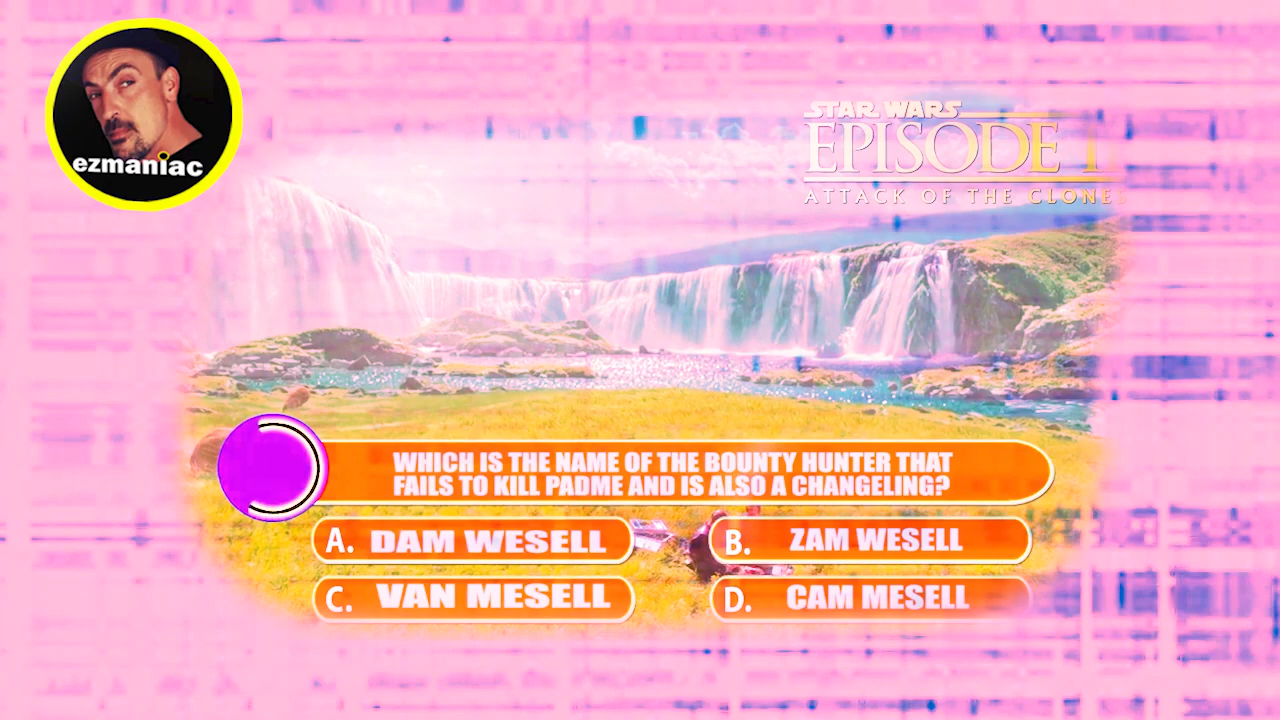 ezmaniac
STAR WARS
EPISODE I
ATTACK OF THE CLONES
WHICH IS THE NAME OF THE BOUNTY HUNTER THAT
FAILS TO KILL PADME AND IS ALSO A CHANGELING?
A. DAM WESELL
B. ZAM WESELL
C. VAN MESELL
D. CAM MESELL